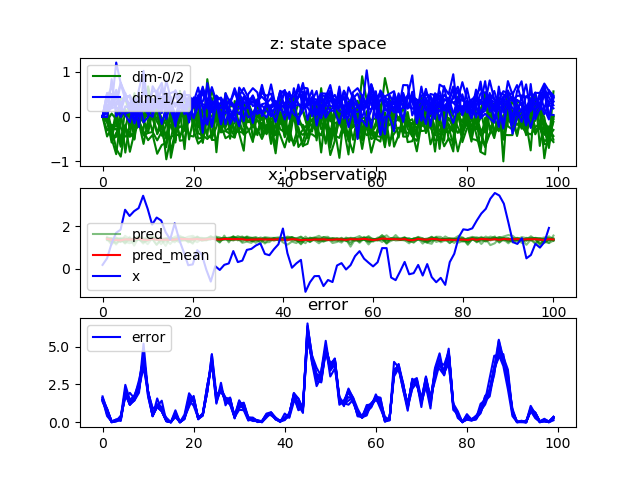 z: state space
1
0
−1
dim-0/2
dim-1/2
0 20 40 60 80 100
x: observation
2
0
pred
pred_mean
x
0 20 40 60 80 100
error
5.0
2.5
0.0
error
0 20 40 60 80 100